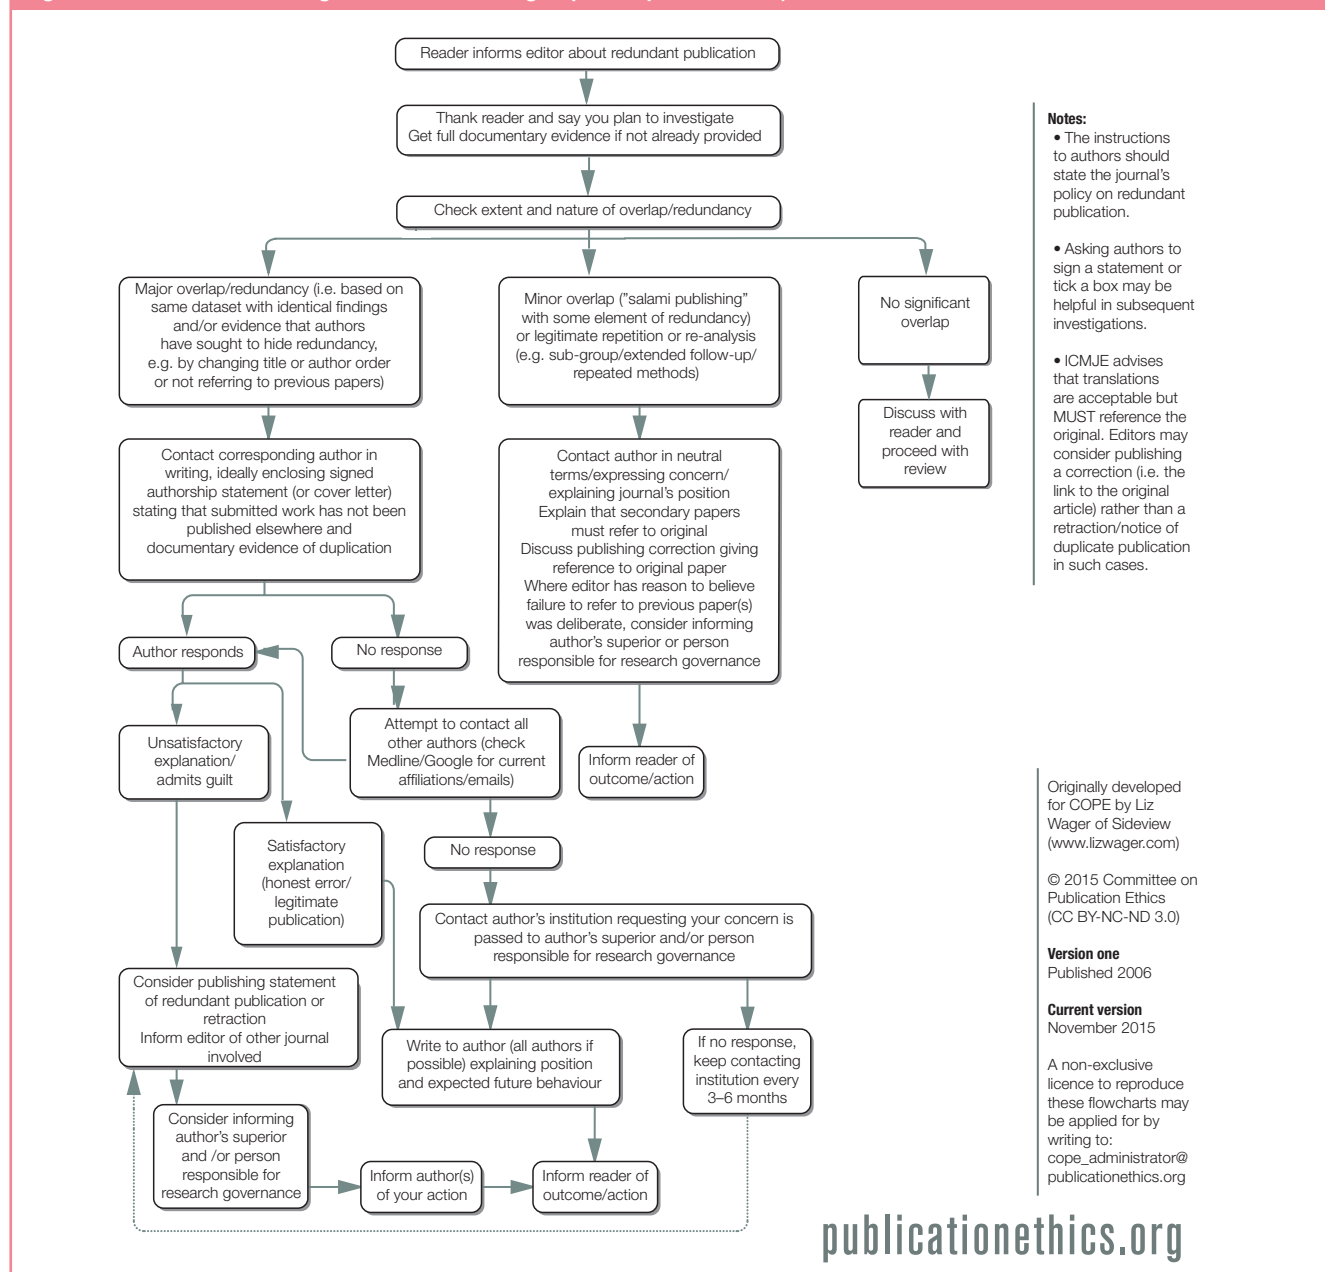 Reader informs editor about redundant publication
Thank reader and say you plan to investigate
Get full documentary evidence if not already provided
Check extent and nature of overlap/redundancy
Major overlap/redundancy (i.e. based on
same dataset with identical findings
and/or evidence that authors
have sought to hide redundancy,
e.g. by changing title or author order
or not referring to previous papers)
Minor overlap ("salami publishing"
with some element of redundancy)
or legitimate repetition or re-analysis
(e.g. sub-group/extended follow-up/
repeated methods)
No significant
overlap
Discuss with
reader and
proceed with
review
Contact corresponding author in
writing, ideally enclosing signed
authorship statement (or cover letter)
stating that submitted work has not been
published elsewhere and
documentary evidence of duplication
Contact author in neutral
terms/expressing concern/
explaining journal's position
Explain that secondary papers
must refer to original
Discuss publishing correction giving
reference to original paper
Where editor has reason to believe
failure to refer to previous paper(s)
was deliberate, consider informing
author's superior or person
responsible for research governance
Author responds
No response
Unsatisfactory
explanation/
admits guilt
Attempt to contact all
other authors (check
Medline/Google for current
affiliations/emails)
Inform reader of
outcome/action
Satisfactory
explanation
(honest error/
legitimate
publication)
No response
Contact author's institution requesting your concern is
passed to author's superior and/or person
responsible for research governance
Consider publishing statement
of redundant publication or
retraction
Inform editor of other journal
involved
Write to author (all authors if
possible) explaining position
and expected future behaviour
If no response,
keep contacting
institution every
3–6 months
Consider informing
author's superior
and /or person
responsible for
research governance
Inform author(s)
of your action
Inform reader of
outcome/action
Notes:
• The instructions
to authors should
state the journal's
policy on redundant
publication.
• Asking authors to
sign a statement or
tick a box may be
helpful in subsequent
investigations.
• ICMJE advises
that translations
are acceptable but
MUST reference the
original. Editors may
consider publishing
a correction (i.e. the
link to the original
article) rather than a
retraction/notice of
duplicate publication
in such cases.
Originally developed
for COPE by Liz
Wager of Sideview
(www.lizwager.com)
© 2015 Committee on
Publication Ethics
(CC BY-NC-ND 3.0)
Version one
Published 2006
Current version
November 2015
A non-exclusive
licence to reproduce
these flowcharts may
be applied for by
writing to:
cope_administrator@
publicationethics.org
publicationethics.org